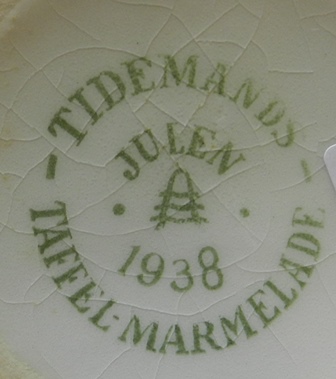 TIDEMANDS
JULEN
1938
TAFFEL-MARMELADE